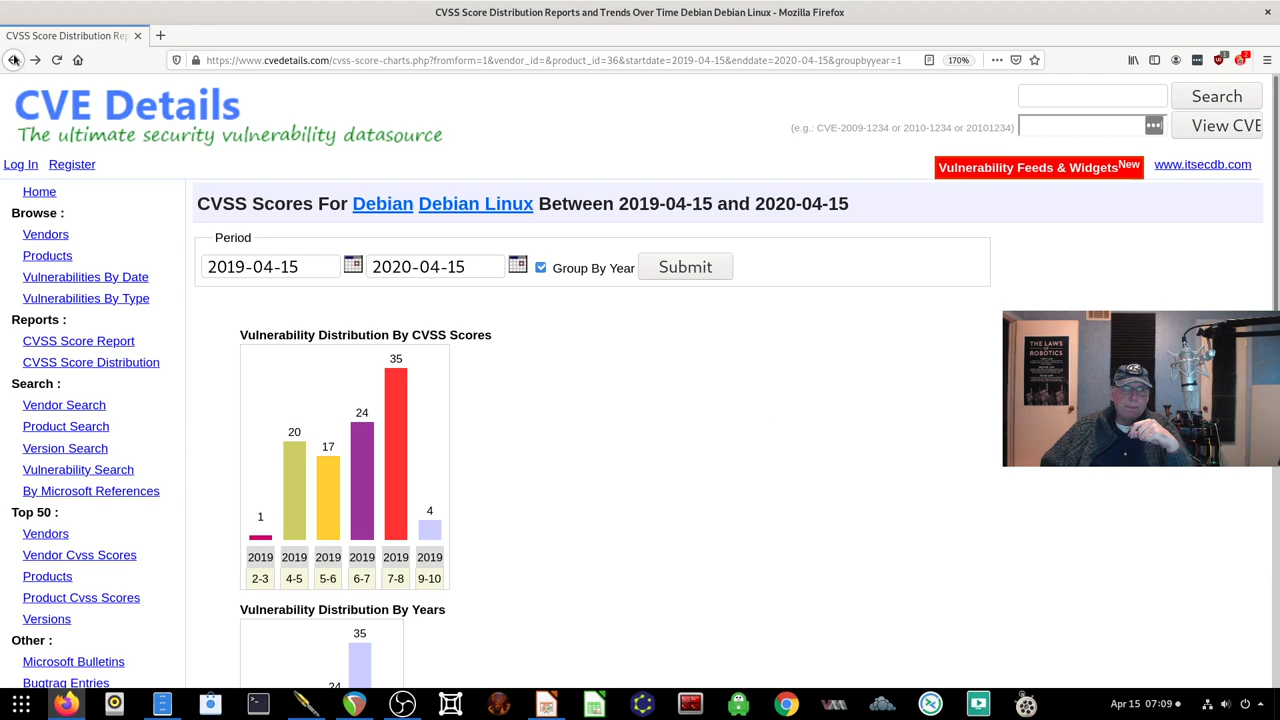 CVSS Score Distribution Reports and Trends Over Time Debian Debian Linux - Mozilla Firefox
CVSS Score Distribution Rep
https://www.cvedetails.com/cvss-score-charts.php?fromform=1&vendor_id=&product_id=36&startdate=2019-04-15&enddate=2020-04-15&groupbyyear=1
170%
1
2
CVE Details
The ultimate security vulnerability datasource
Search
(e.g.: CVE-2009-1234 or 2010-1234 or 20101234)
View CVE
Log In Register
Vulnerability Feeds & WidgetsNew
www.itsecdb.com
Home
Browse :
Vendors
Products
Vulnerabilities By Date
Vulnerabilities By Type
Reports :
CVSS Score Report
CVSS Score Distribution
Search :
Vendor Search
Product Search
Version Search
Vulnerability Search
By Microsoft References
Top 50 :
Vendors
Vendor Cvss Scores
Products
Product Cvss Scores
Versions
Other :
Microsoft Bulletins
Bugtraq Entries
CVSS Scores For Debian Debian Linux Between 2019-04-15 and 2020-04-15
Period
2019-04-15 2020-04-15 Group By Year Submit
Vulnerability Distribution By CVSS Scores
1 20 17 24 35 4
2019 2019 2019 2019 2019 2019
2-3 4-5 5-6 6-7 7-8 9-10
Vulnerability Distribution By Years
35
24
THE LAWS
OF
ROBOTICS
Apr 15 07:09